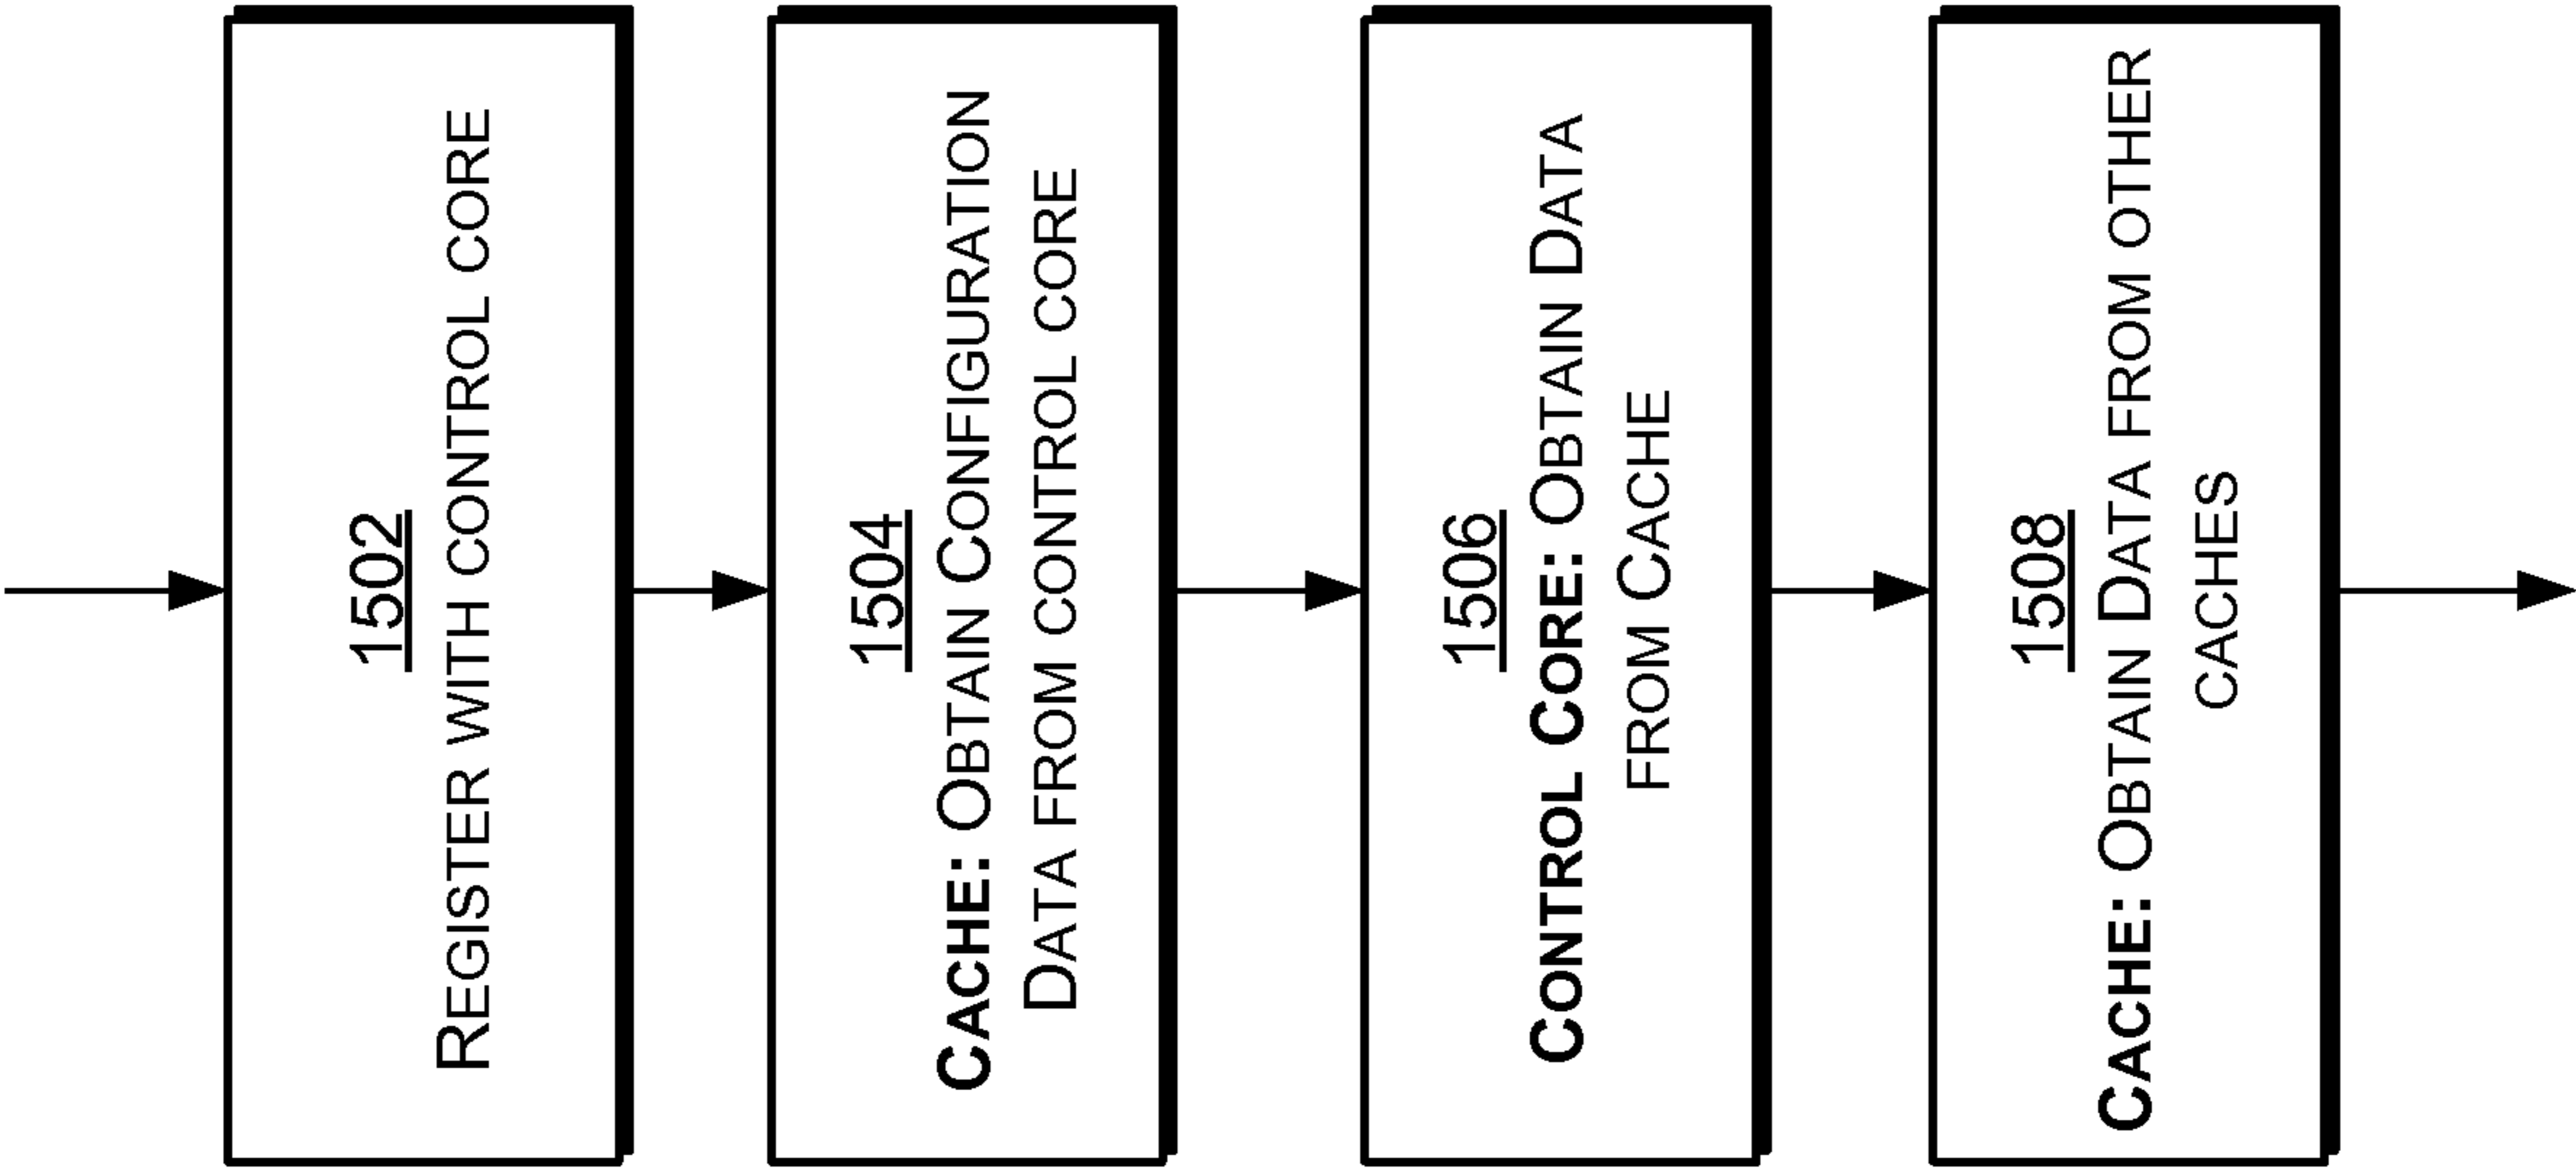 1502
REGISTER WITH CONTROL CORE
1504
CACHE: OBTAIN CONFIGURATION
DATA FROM CONTROL CORE
1506
CONTROL CORE: OBTAIN DATA
FROM CACHE
1508
CACHE: OBTAIN DATA FROM OTHER
CACHES